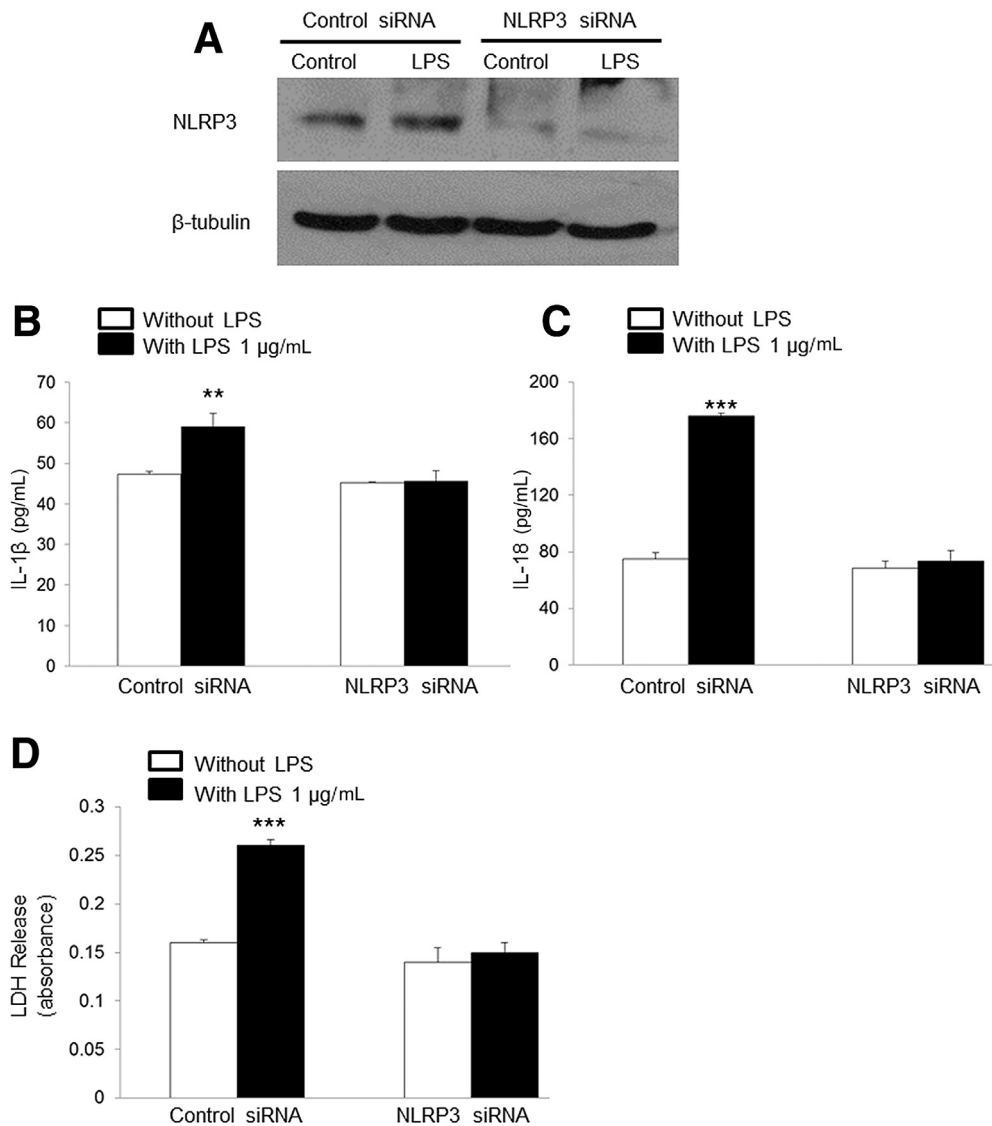 A
Control siRNA NLRP3 siRNA
Control LPS Control LPS
NLRP3
β-tubulin
B
Without LPS
With LPS 1 μg/mL
**
70
60
50
40
30
20
10
0
IL-1β (pg/mL)
Control siRNA NLRP3 siRNA
C
Without LPS
With LPS 1 μg/mL
***
200
160
120
80
40
0
IL-18 (pg/mL)
Control siRNA NLRP3 siRNA
D
Without LPS
With LPS 1 μg/mL
***
0.3
0.25
0.2
0.15
0.1
0.05
0
LDH Release
(absorbance)
Control siRNA NLRP3 siRNA